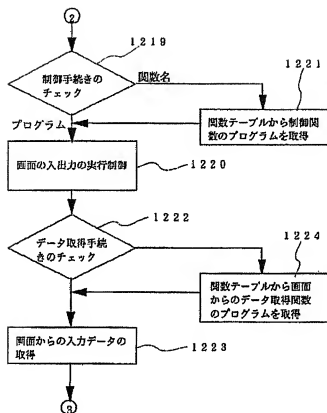 ②
1219
制御手続きの
チェック
関数名
1221
プログラム
関数テーブルから制御関
数のプログラムを取得
画面の入出力の実行制御
1220
1222
データ取得手続
きのチェック
1224
関数テーブルから画面
からのデータ取得関数
のプログラムを取得
画面からの入力データの
取得
1223
③